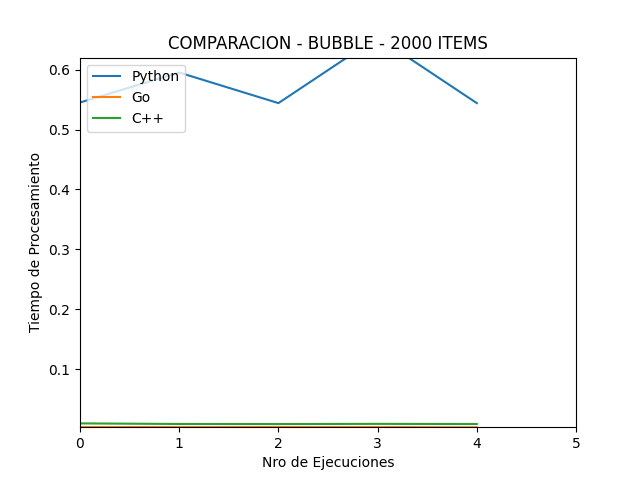 COMPARACION - BUBBLE - 2000 ITEMS
Python
Go
C++
Tiempo de Procesamiento
0.6
0.5
0.4
0.3
0.2
0.1
0 1 2 3 4 5
Nro de Ejecuciones